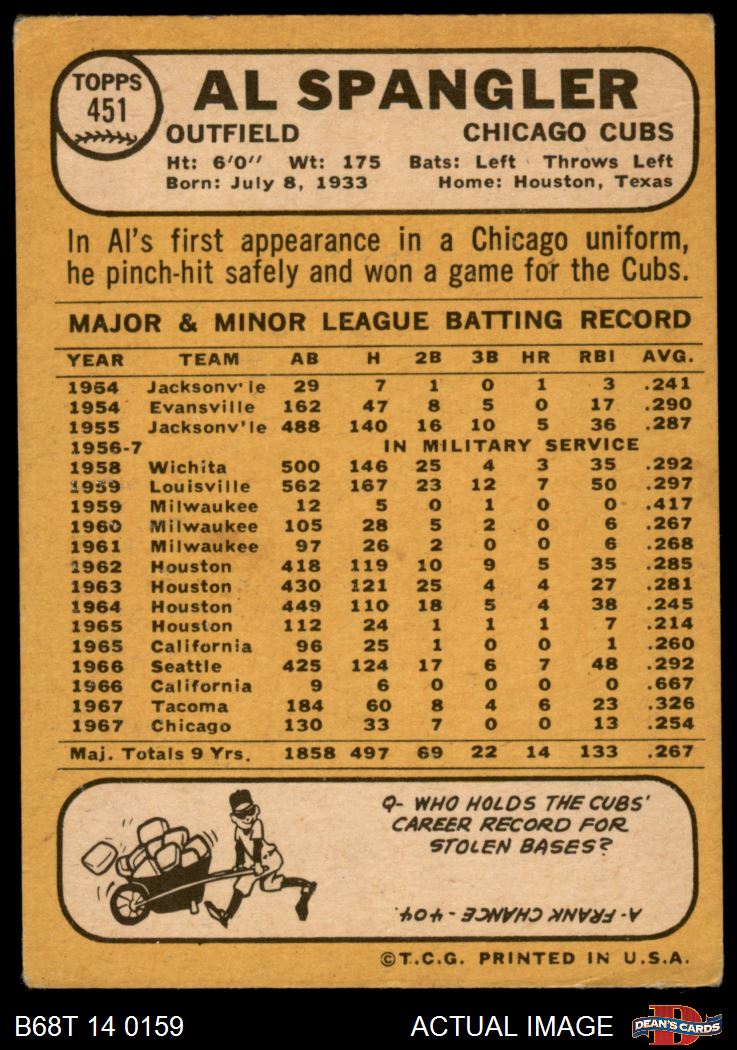 TOPPS
451
AL SPANGLER
OUTFIELD CHICAGO CUBS
Ht: 6'0'' Wt: 175 Bats: Left Throws Left
Born: July 8, 1933 Home: Houston, Texas
In Al's first appearance in a Chicago uniform,
he pinch-hit safely and won a game for the Cubs.
MAJOR & MINOR LEAGUE BATTING RECORD
YEAR TEAM AB H 2B 3B HR RBI AVG.
1964 Jacksonv'le 29 7 1 0 1 3 .241
1954 Evansville 162 47 8 5 0 17 .290
1955 Jacksonv'le 488 140 16 10 5 36 .287
1956-7 IN MILITARY SERVICE
1958 Wichita 500 146 25 4 3 35 .292
1959 Louisville 562 167 23 12 7 50 .297
1959 Milwaukee 12 5 0 1 0 0 .417
1960 Milwaukee 105 28 5 2 0 6 .267
1961 Milwaukee 97 26 2 0 0 6 .268
1962 Houston 418 119 10 9 5 35 .285
1963 Houston 430 121 25 4 4 27 .281
1964 Houston 449 110 18 5 4 38 .245
1965 Houston 112 24 1 1 1 7 .214
1965 California 96 25 1 0 0 1 .260
1966 Seattle 425 124 17 6 7 48 .292
1966 California 9 6 0 0 0 0 .667
1967 Tacoma 184 60 8 4 6 23 .326
1967 Chicago 130 33 7 0 0 13 .254
Maj. Totals 9 Yrs. 1858 497 69 22 14 133 .267
Q- WHO HOLDS THE CUBS'
CAREER RECORD FOR
STOLEN BASES?
A- FRANK CHANCE - 404.
©T.C.G. PRINTED IN U.S.A.
B68T 14 0159 ACTUAL IMAGE
D
DEAN'S CARDS